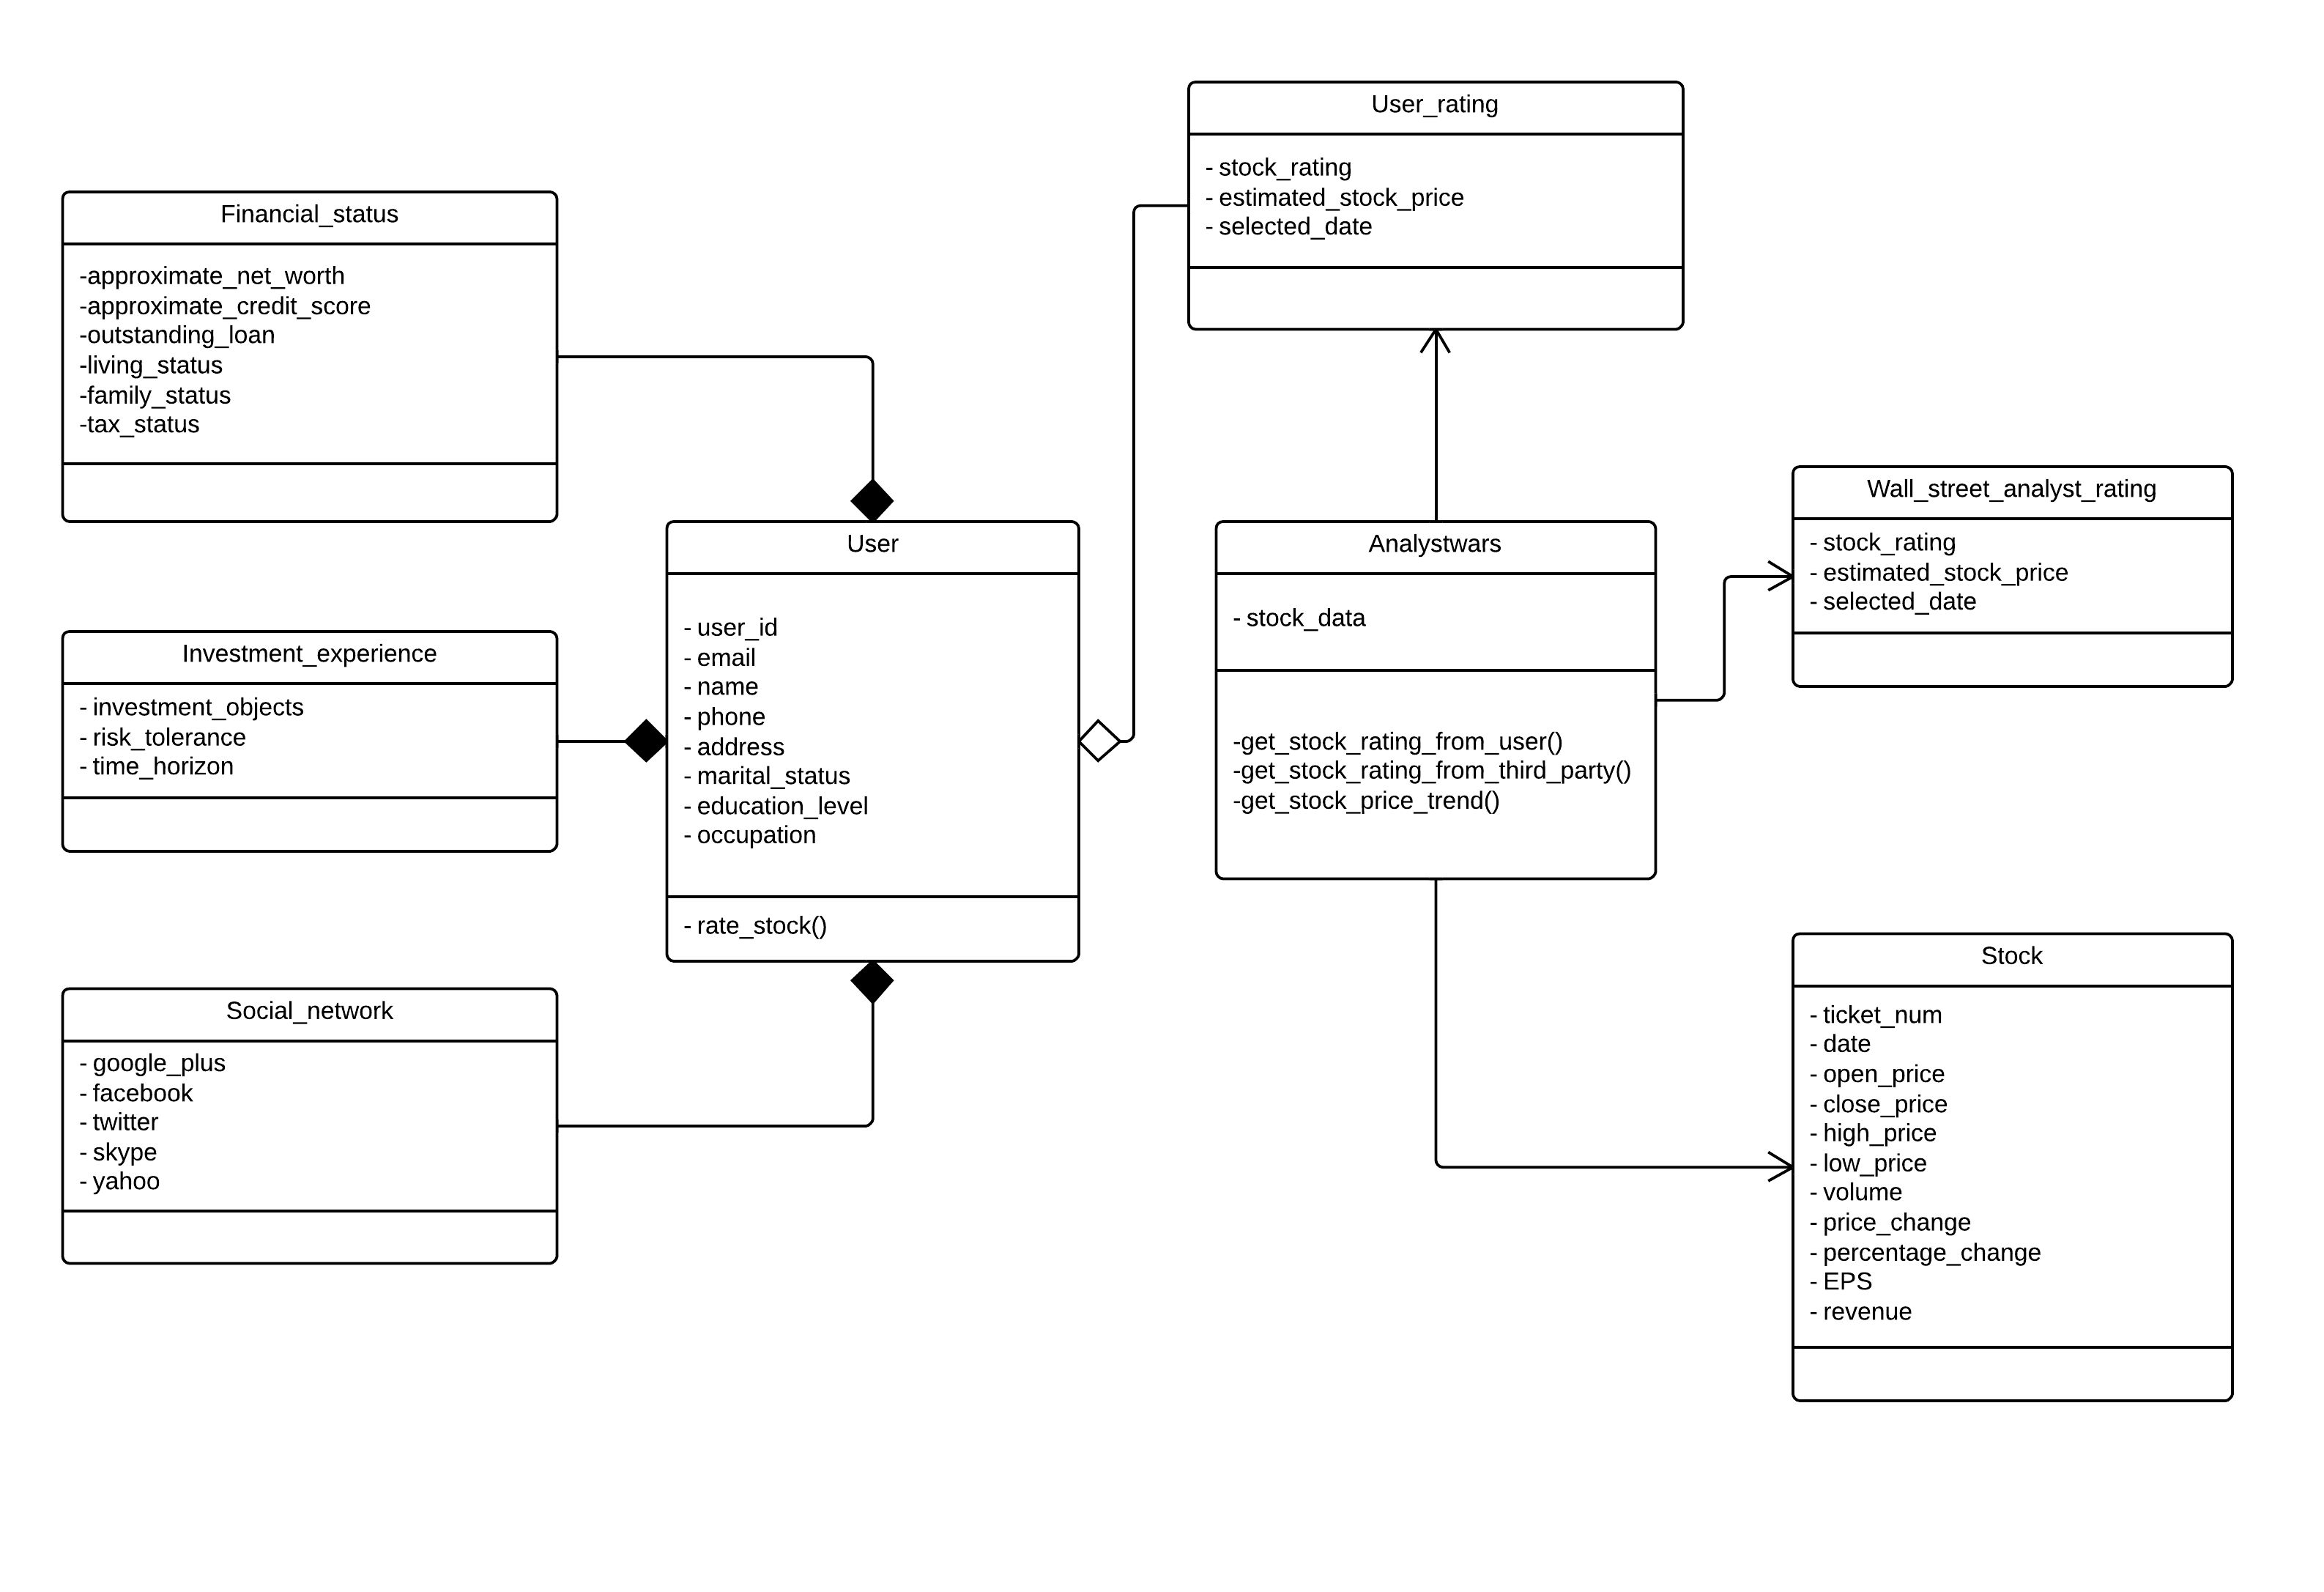 User_rating
- stock_rating
- estimated_stock_price
- selected_date
Financial_status
-approximate_net_worth
-approximate_credit_score
-outstanding_loan
-living_status
-family_status
-tax_status
Wall_street_analyst_rating
- stock_rating
- estimated_stock_price
- selected_date
User
- user_id
- email
- name
- phone
- address
- marital_status
- education_level
- occupation
- rate_stock()
Analystwars
- stock_data
-get_stock_rating_from_user()
-get_stock_rating_from_third_party()
-get_stock_price_trend()
Investment_experience
- investment_objects
- risk_tolerance
- time_horizon
Stock
- ticket_num
- date
- open_price
- close_price
- high_price
- low_price
- volume
- price_change
- percentage_change
- EPS
- revenue
Social_network
- google_plus
- facebook
- twitter
- skype
- yahoo